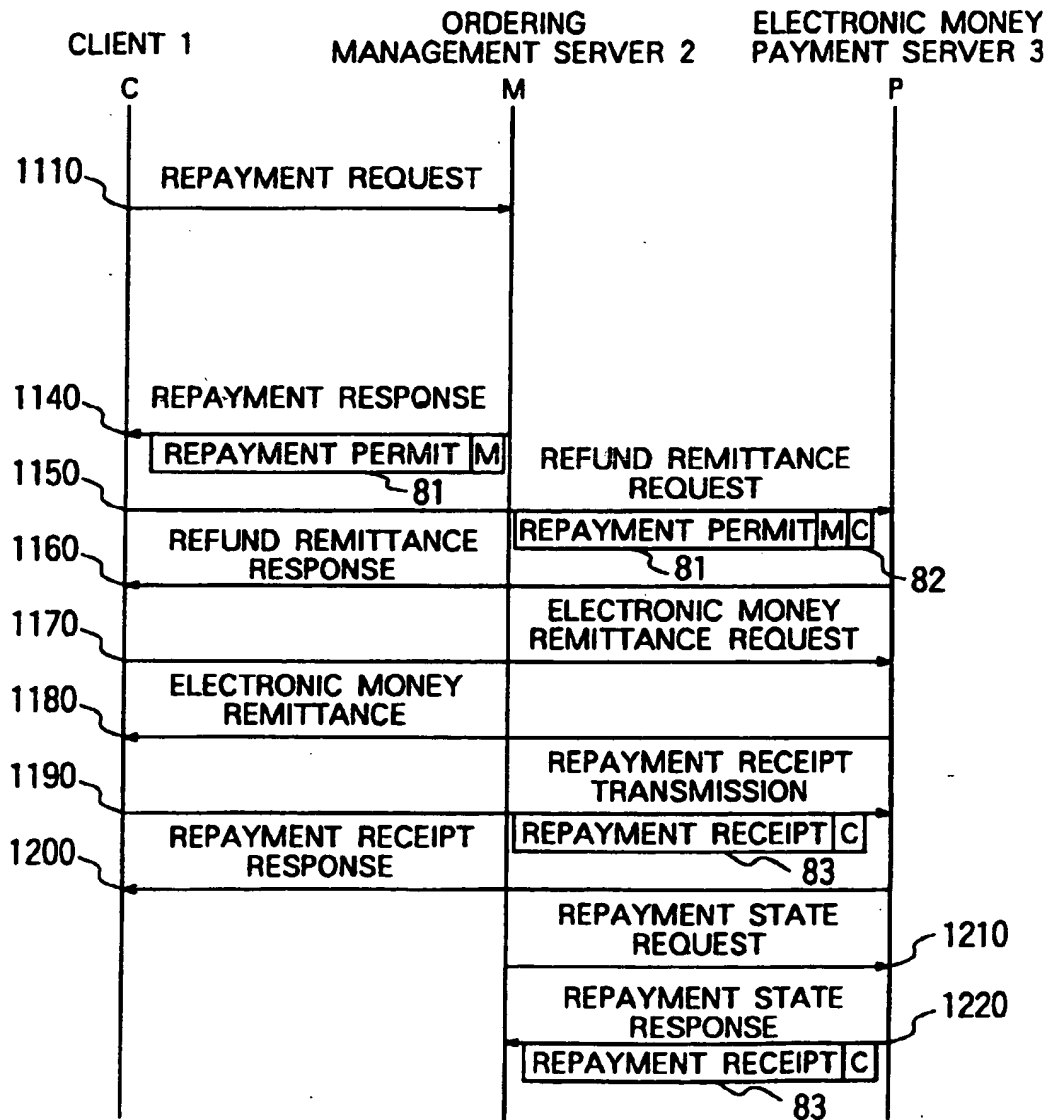 CLIENT 1
ORDERING
MANAGEMENT SERVER 2
ELECTRONIC MONEY
PAYMENT SERVER 3
C
M
P
1110
REPAYMENT REQUEST
1140
REPAYMENT RESPONSE
REPAYMENT PERMIT M
81
1150
REFUND REMITTANCE
REQUEST
REPAYMENT PERMIT M C
81
82
1160
REFUND REMITTANCE
RESPONSE
1170
ELECTRONIC MONEY
REMITTANCE REQUEST
1180
ELECTRONIC MONEY
REMITTANCE
1190
REPAYMENT RECEIPT
TRANSMISSION
REPAYMENT RECEIPT C
83
1200
REPAYMENT RECEIPT
RESPONSE
REPAYMENT STATE
REQUEST
1210
REPAYMENT STATE
RESPONSE
1220
REPAYMENT RECEIPT C
83